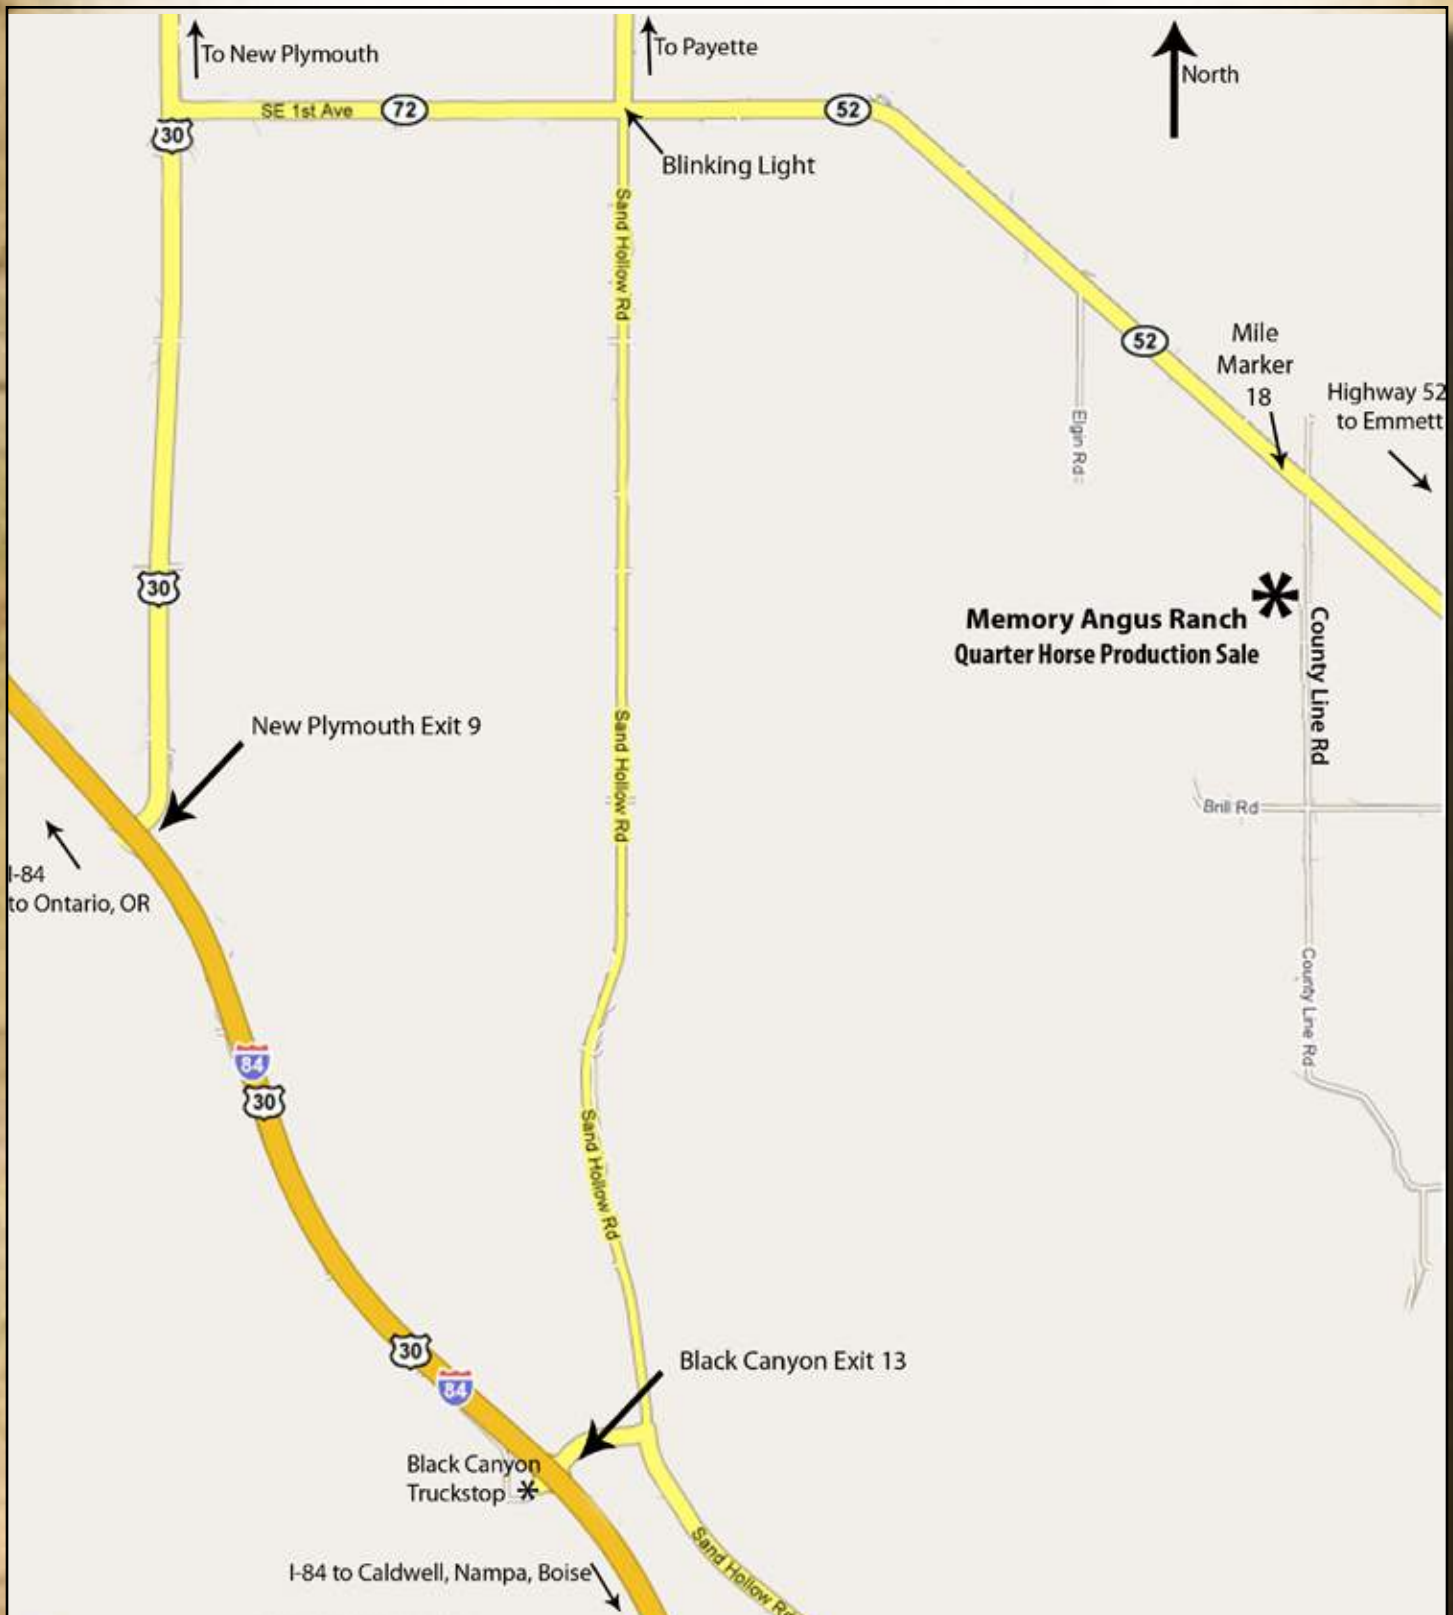 To New Plymouth
To Payette
North
SE 1st Ave
72
52
30
Blinking Light
Sand Hollow Rd
52
Mile
Marker
18
Highway 52
to Emmett
Elgin Rd
30
Memory Angus Ranch
Quarter Horse Production Sale
County Line Rd
New Plymouth Exit 9
Sand Hollow Rd
Brill Rd
I-84
to Ontario, OR
County Line Rd
84
30
Sand Hollow Rd
30
84
Black Canyon Exit 13
Black Canyon
Truckstop
Sand Hollow Rd
I-84 to Caldwell, Nampa, Boise